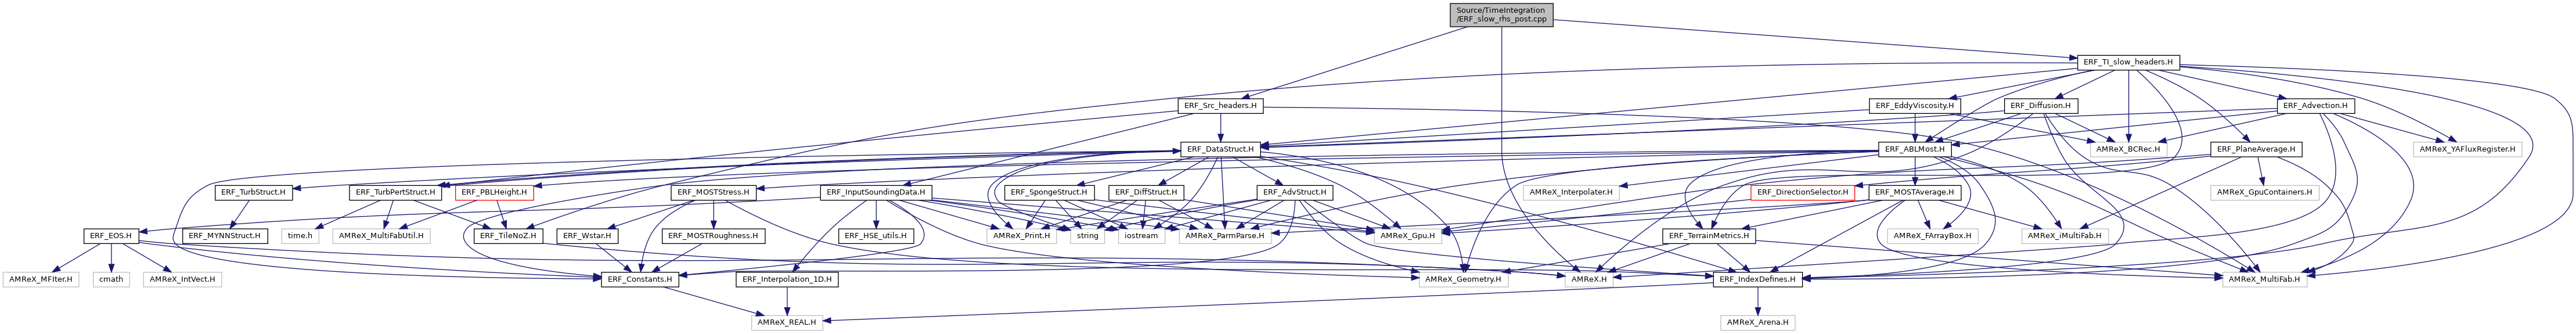 Source/TimeIntegration
/ERF_slow_rhs_post.cpp
ERF_TI_slow_headers.H
ERF_Src_headers.H
ERF_EddyViscosity.H
ERF_Diffusion.H
ERF_Advection.H
ERF_DataStruct.H
ERF_ABLMost.H
AMReX_BCRec.H
ERF_PlaneAverage.H
AMReX_YAFluxRegister.H
ERF_TurbStruct.H
ERF_TurbPertStruct.H
ERF_PBLHeight.H
ERF_MOSTStress.H
ERF_InputSoundingData.H
ERF_SpongeStruct.H
ERF_DiffStruct.H
ERF_AdvStruct.H
AMReX_Interpolater.H
ERF_DirectionSelector.H
ERF_MOSTAverage.H
AMReX_GpuContainers.H
ERF_EOS.H
ERF_MYNNStruct.H
time.h
AMReX_MultiFabUtil.H
ERF_TileNoZ.H
ERF_Wstar.H
ERF_MOSTRoughness.H
ERF_HSE_utils.H
AMReX_Print.H
string
iostream
AMReX_ParmParse.H
AMReX_Gpu.H
ERF_TerrainMetrics.H
AMReX_FArrayBox.H
AMReX_iMultiFab.H
AMReX_MFIter.H
cmath
AMReX_IntVect.H
ERF_Constants.H
ERF_Interpolation_1D.H
AMReX_Geometry.H
AMReX.H
ERF_IndexDefines.H
AMReX_MultiFab.H
AMReX_REAL.H
AMReX_Arena.H